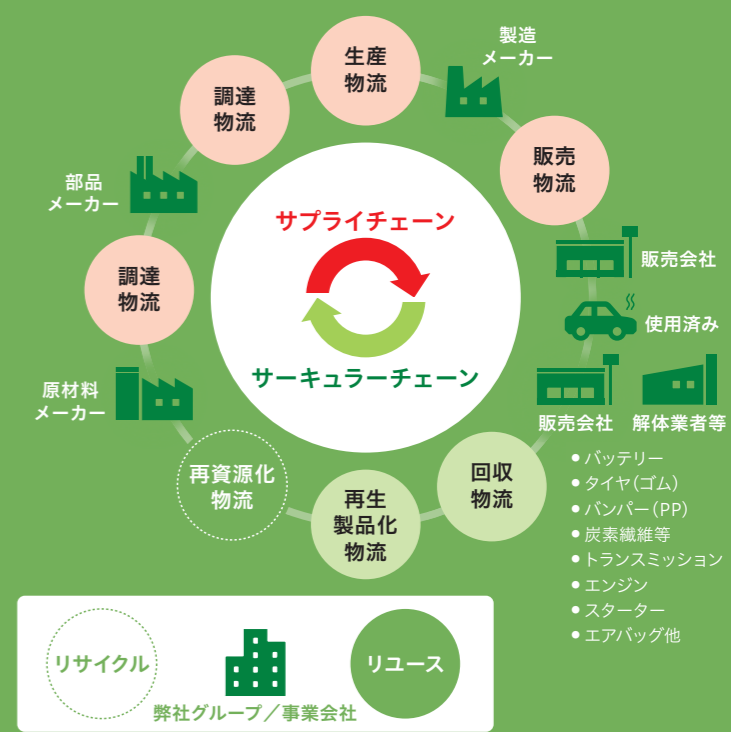 生産
物流
製造
メーカー
調達
物流
販売
物流
部品
メーカー
サプライチェーン
販売会社
調達
物流
使用済み
サーキュラーチェーン
原材料
メーカー
販売会社
解体業者等
再資源化
物流
再生
製品化
物流
回収
物流
●バッテリー
●タイヤ（ゴム）
●バンパー（PP）
●炭素繊維等
●トランスミッション
●エンジン
●スターター
●エアバッグ他
リサイクル
弊社グループ／事業会社
リユース